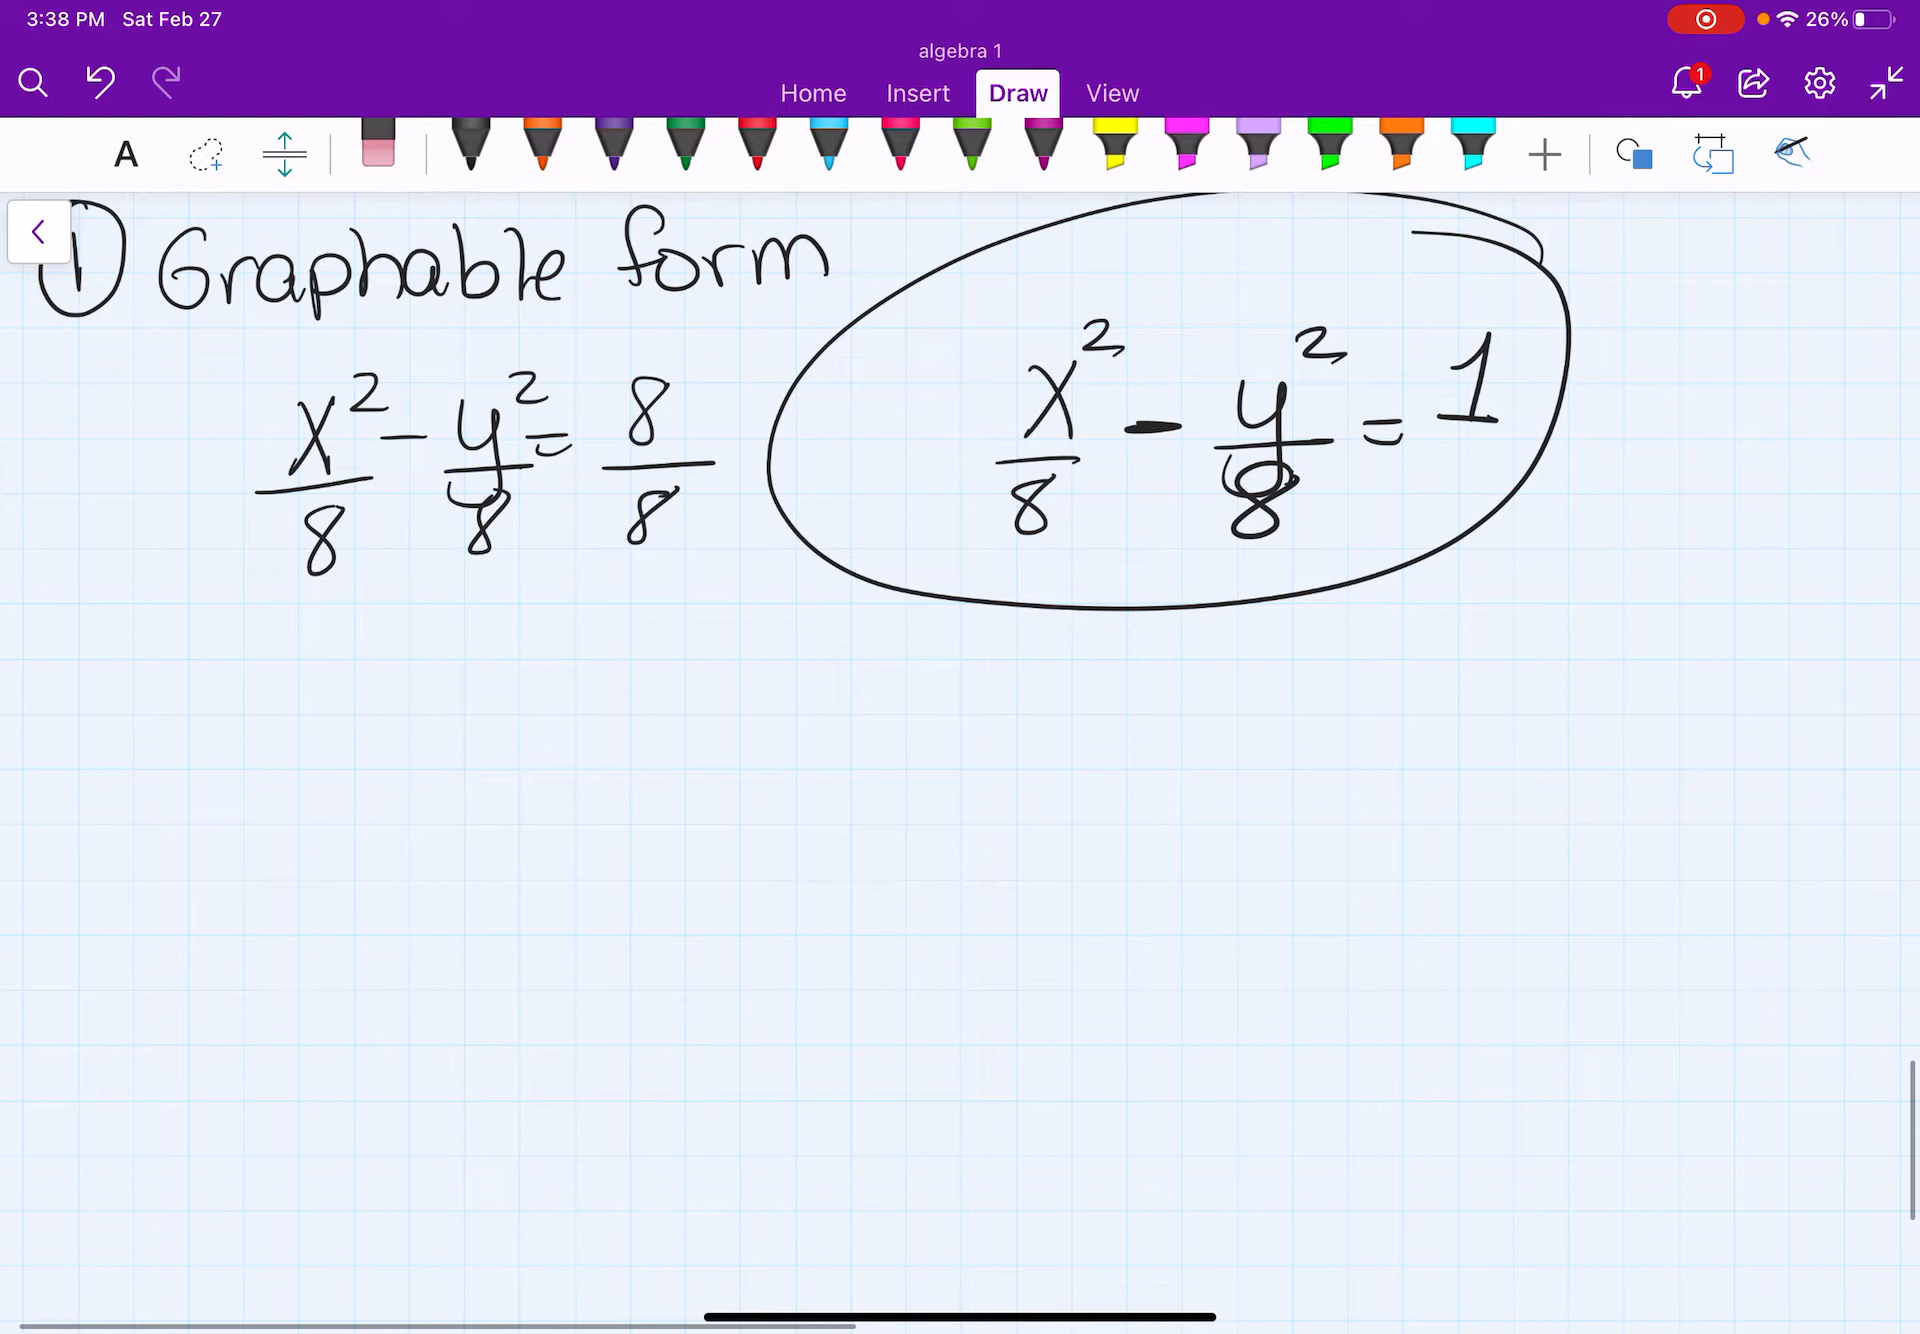 3:38 PM Sat Feb 27
26%
algebra 1
1
Home Insert Draw View
A
① Graphable form
x²/8 - y²/8 = 8/8
x²/8 - y²/8 = 1